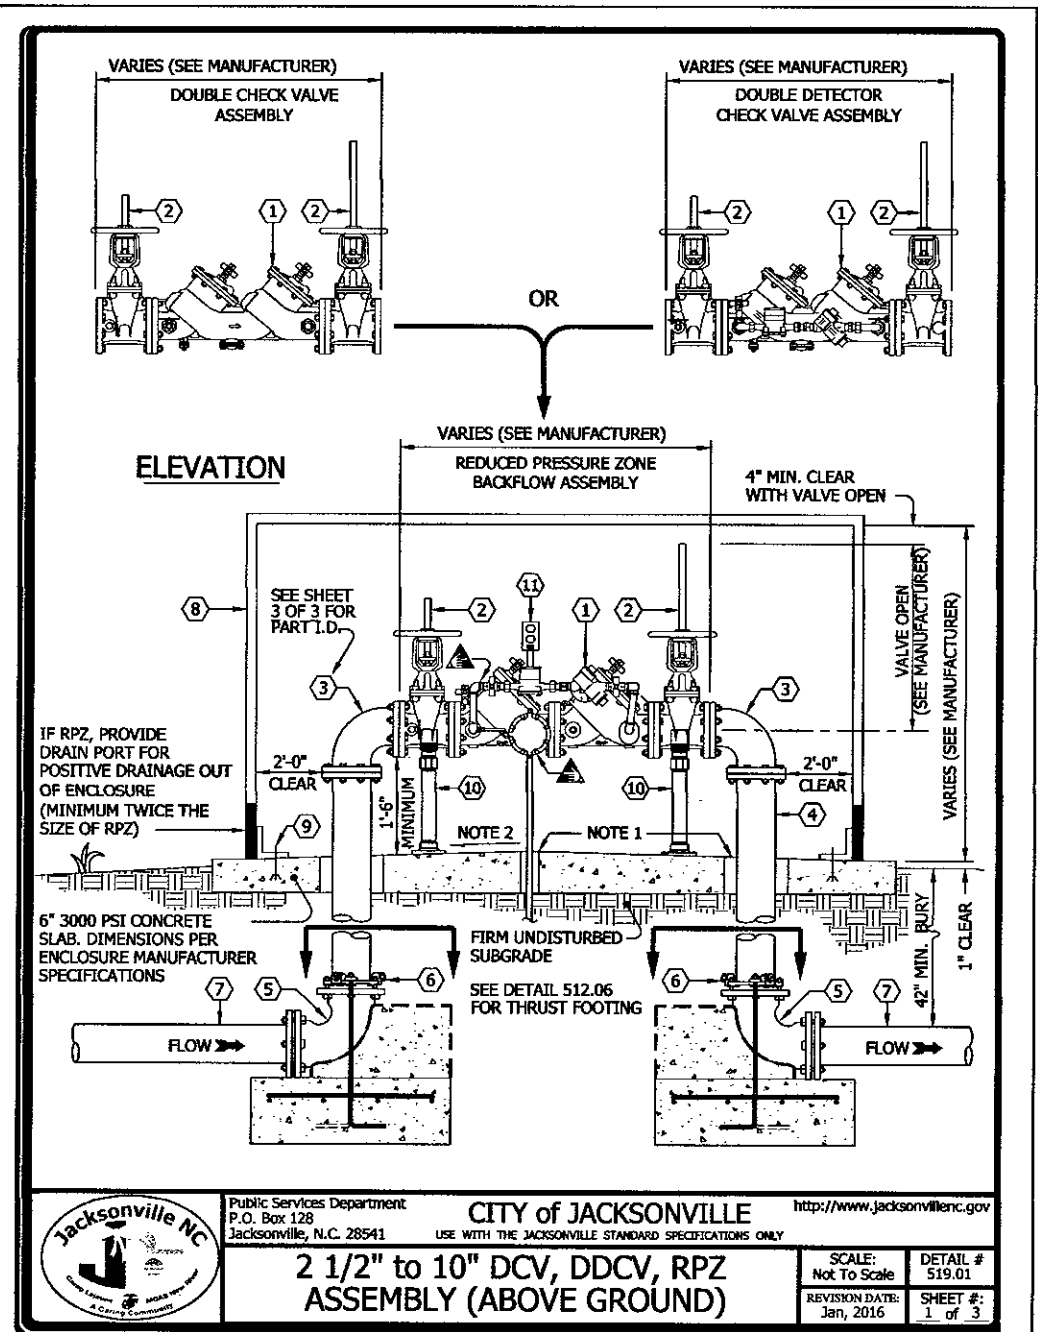 VARIES (SEE MANUFACTURER)
DOUBLE CHECK VALVE
ASSEMBLY
VARIES (SEE MANUFACTURER)
DOUBLE DETECTOR
CHECK VALVE ASSEMBLY
2
1
2
2
1
2
OR
VARIES (SEE MANUFACTURER)
REDUCED PRESSURE ZONE
BACKFLOW ASSEMBLY
ELEVATION
4" MIN. CLEAR
WITH VALVE OPEN
8
SEE SHEET
3 OF 3 FOR
PART I.D.
2
11
1
2
3
3
VALVE OPEN
(SEE MANUFACTURER)
VARIES (SEE MANUFACTURER)
IF RPZ, PROVIDE
DRAIN PORT FOR
POSITIVE DRAINAGE OUT
OF ENCLOSURE
(MINIMUM TWICE THE
SIZE OF RPZ)
2'-0"
CLEAR
1'-6"
MINIMUM
10
10
2'-0"
CLEAR
4
9
NOTE 2
NOTE 1
6" 3000 PSI CONCRETE
SLAB. DIMENSIONS PER
ENCLOSURE MANUFACTURER
SPECIFICATIONS
FIRM UNDISTURBED
SUBGRADE
42" MIN. BURY
1" CLEAR
7
5
6
SEE DETAIL 512.06
FOR THRUST FOOTING
6
5
7
FLOW
FLOW
Jacksonville NC
Camp Lejeune
MCAS New River
A Caring Community
Public Services Department
P.O. Box 128
Jacksonville, N.C. 28541
CITY of JACKSONVILLE
USE WITH THE JACKSONVILLE STANDARD SPECIFICATIONS ONLY
http://www.jacksonvillenc.gov
2 1/2" to 10" DCV, DDCV, RPZ
ASSEMBLY (ABOVE GROUND)
SCALE:
Not To Scale
DETAIL #
519.01
REVISION DATE:
Jan, 2016
SHEET #:
1 of 3